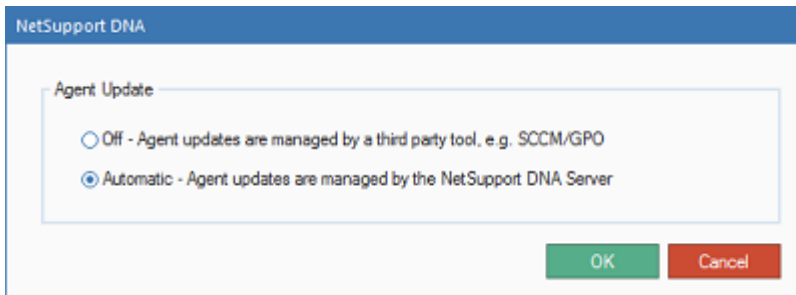 NetSupport DNA
Agent Update
Off - Agent updates are managed by a third party tool, e.g. SCCM/GPO
Automatic - Agent updates are managed by the NetSupport DNA Server
OK Cancel